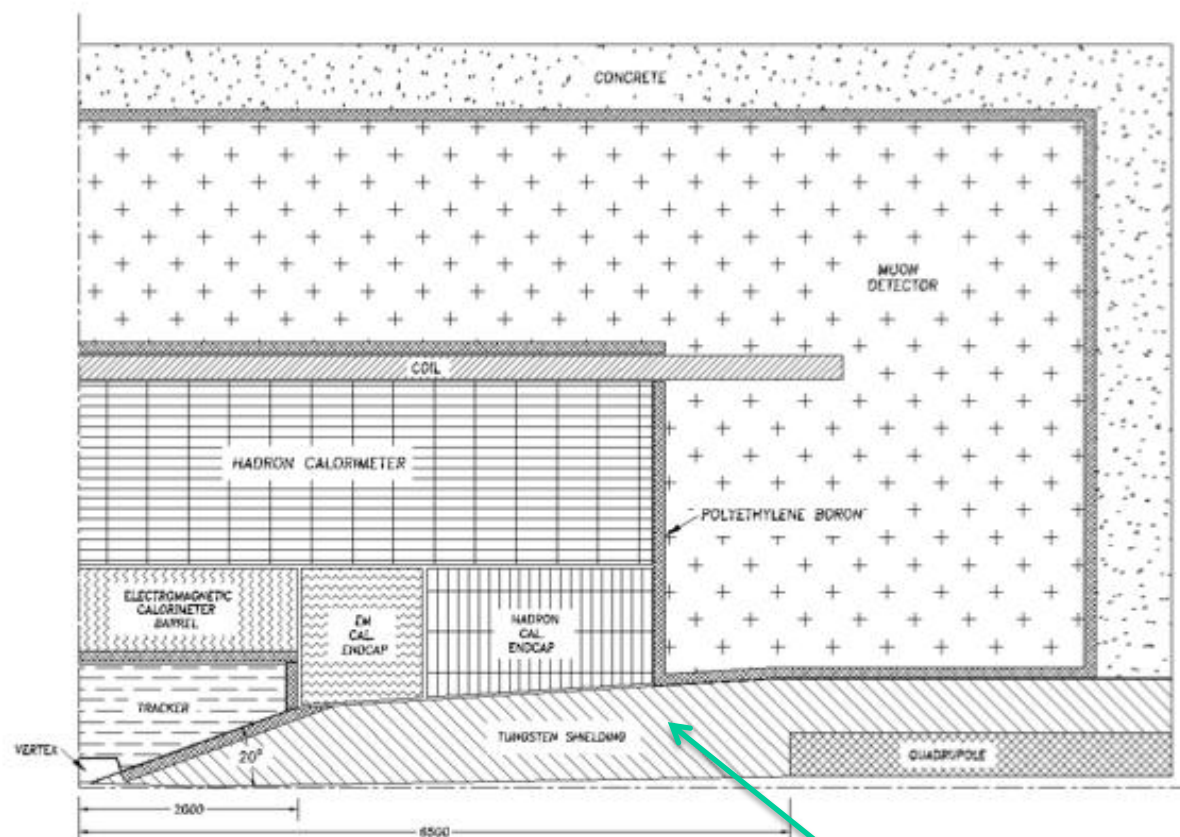 CONCRETE
MUON
DETECTOR
COIL
HADRON CALORIMETER
POLYETHYLENE BORON
ELECTROMAGNETIC
CALORIMETER
BARREL
EM
CAL.
ENDCAP
HADRON
CAL.
ENDCAP
TRACKER
VERTEX
20°
TUNGSTEN SHIELDING
QUADRUPOLE
2000
6500